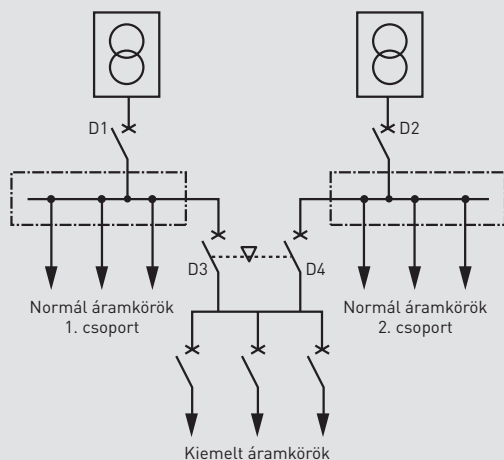 D1
D2
D3
D4
Normál áramkörök
1. csoport
Normál áramkörök
2. csoport
Kiemelt áramkörök